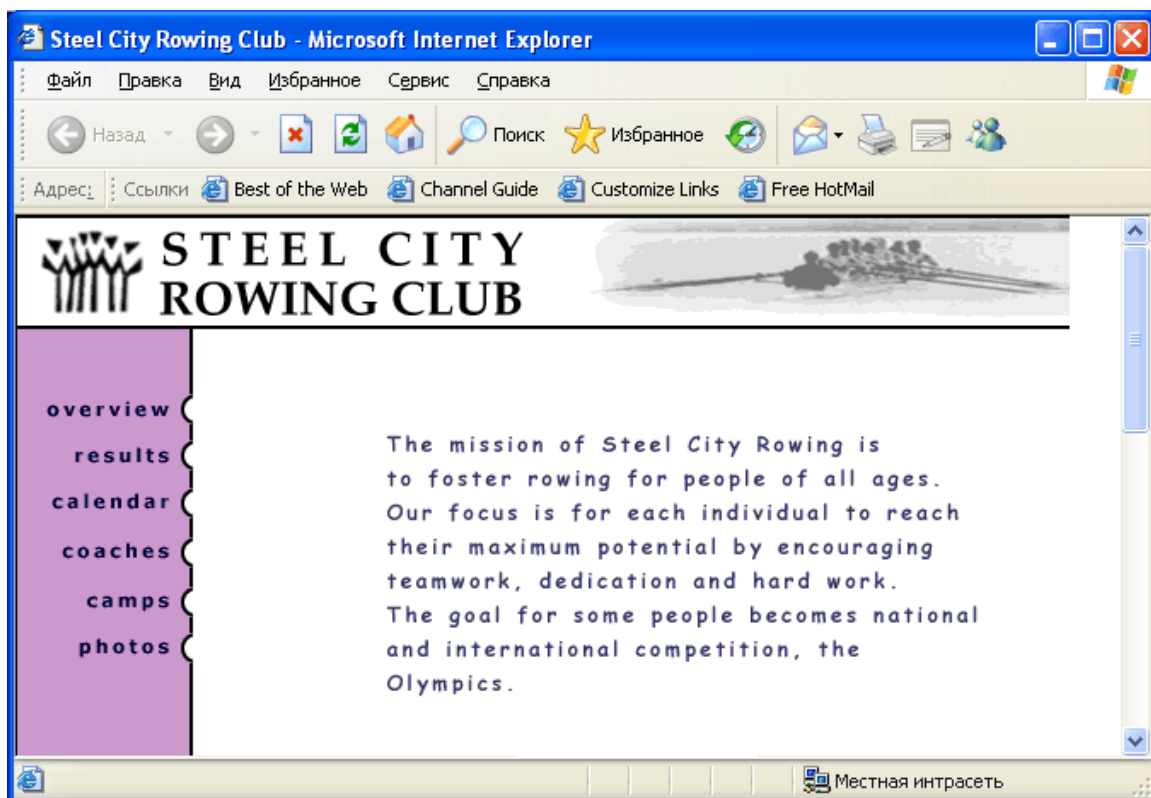 Steel City Rowing Club - Microsoft Internet Explorer
Файл Правка Вид Избранное Сервис Справка
Назад Поиск Избранное
Адрес: Ссылки Best of the Web Channel Guide Customize Links Free HotMail
STEEL CITY
ROWING CLUB
overview
results
calendar
coaches
camps
photos
The mission of Steel City Rowing is
to foster rowing for people of all ages.
Our focus is for each individual to reach
their maximum potential by encouraging
teamwork, dedication and hard work.
The goal for some people becomes national
and international competition, the
Olympics.
Местная интрасеть